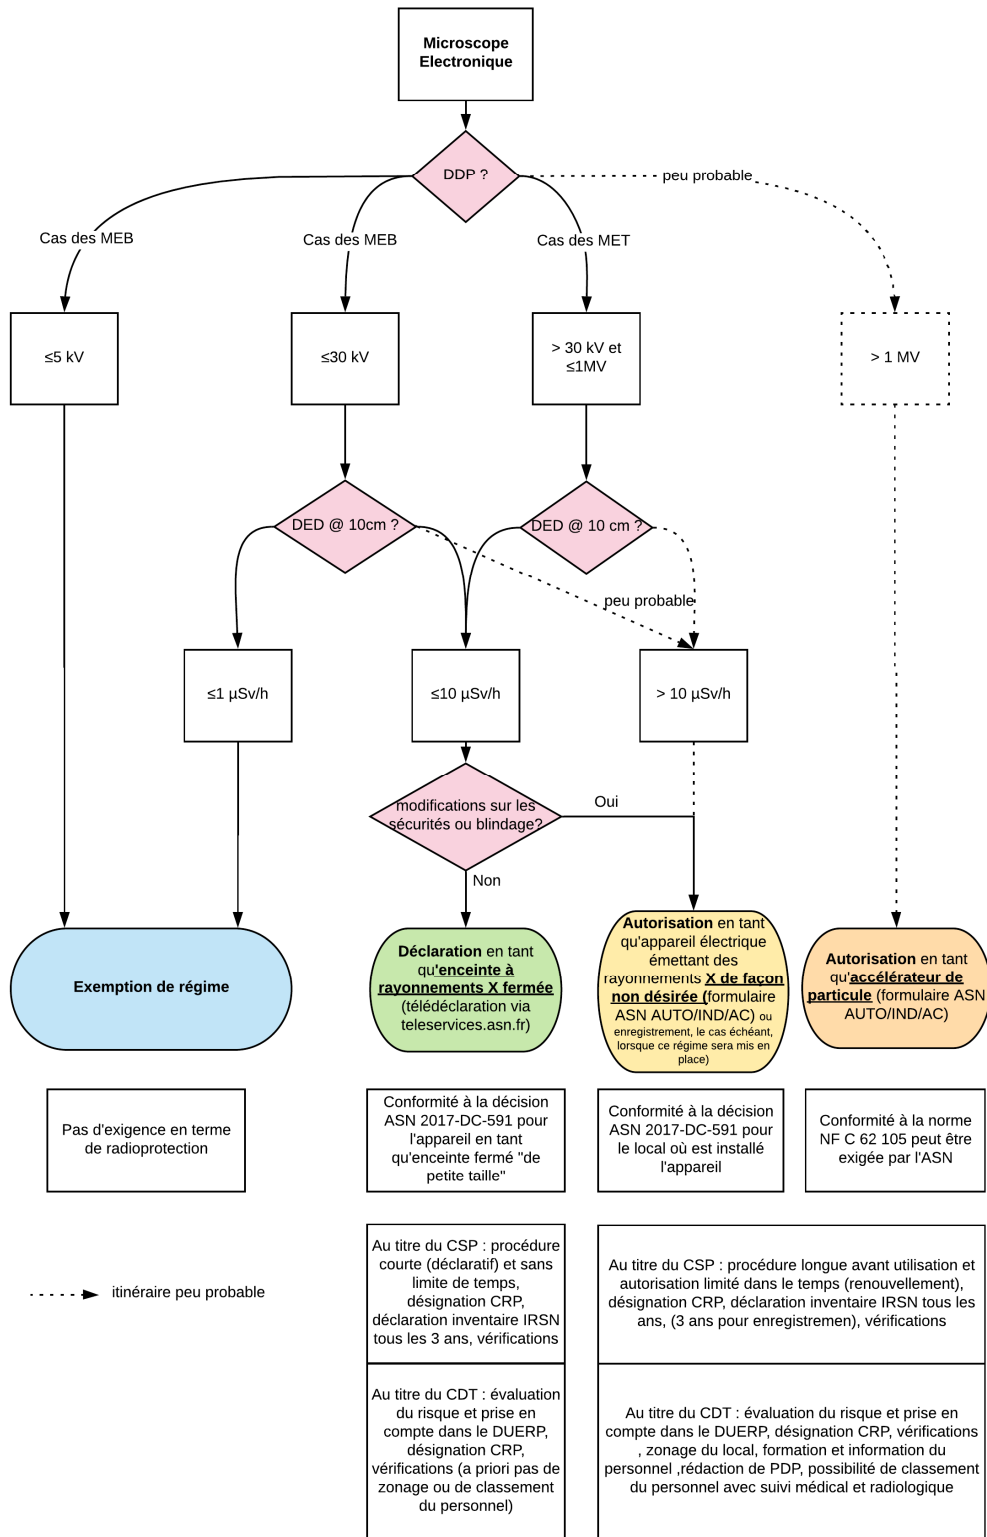 Microscope
Electronique
DDP ?
peu probable
Cas des MEB
Cas des MEB
Cas des MET
≤5 kV
≤30 kV
> 30 kV et
≤1MV
> 1 MV
DED @ 10cm ?
DED @ 10 cm ?
peu probable
≤1 µSv/h
≤10 µSv/h
> 10 µSv/h
modifications sur les
sécurités ou blindage?
Oui
Non
Exemption de régime
Déclaration en tant
qu'enceinte à
rayonnements X fermée
(télédéclaration via
teleservices.asn.fr)
Autorisation en tant
qu'appareil électrique
émettant des
rayonnements X de façon
non désirée (formulaire
ASN AUTO/IND/AC) ou
enregistrement, le cas échéant,
lorsque ce régime sera mis en
place)
Autorisation en tant
qu'accélérateur de
particule (formulaire ASN
AUTO/IND/AC)
Pas d'exigence en terme
de radioprotection
Conformité à la décision
ASN 2017-DC-591 pour
l'appareil en tant
qu'enceinte fermé "de
petite taille"
Conformité à la décision
ASN 2017-DC-591 pour
le local où est installé
l'appareil
Conformité à la norme
NF C 62 105 peut être
exigée par l'ASN
itinéraire peu probable
Au titre du CSP : procédure
courte (déclaratif) et sans
limite de temps,
désignation CRP,
déclaration inventaire IRSN
tous les 3 ans, vérifications
Au titre du CSP : procédure longue avant utilisation et
autorisation limité dans le temps (renouvellement),
désignation CRP, déclaration inventaire IRSN tous les
ans, (3 ans pour enregistremen), vérifications
Au titre du CDT : évaluation
du risque et prise en
compte dans le DUERP,
désignation CRP,
vérifications (a priori pas de
zonage ou de classement
du personnel)
Au titre du CDT : évaluation du risque et prise en
compte dans le DUERP, désignation CRP, vérifications
, zonage du local, formation et information du
personnel ,rédaction de PDP, possibilité de classement
du personnel avec suivi médical et radiologique